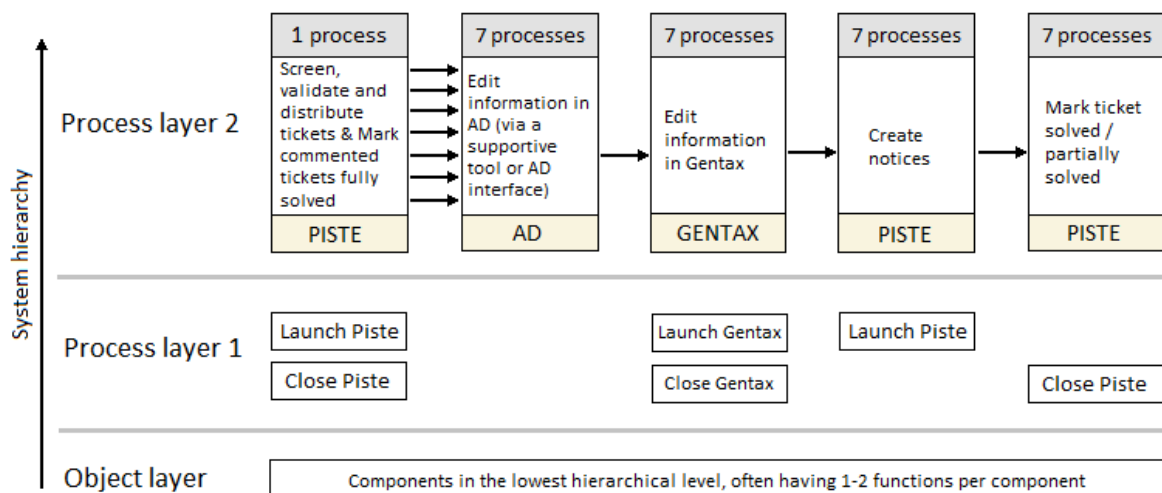 1 process
7 processes
7 processes
7 processes
7 processes
Process layer 2
Screen,
validate and
distribute
tickets & Mark
commented
tickets fully
solved
Edit
information in
AD (via a
supportive
tool or AD
interface)
Edit
information
in Gentax
Create
notices
Mark ticket
solved /
partially
solved
PISTE
AD
GENTAX
PISTE
PISTE
System hierarchy
Process layer 1
Launch Piste
Launch Gentax
Launch Piste
Close Piste
Close Gentax
Close Piste
Object layer
Components in the lowest hierarchical level, often having 1-2 functions per component